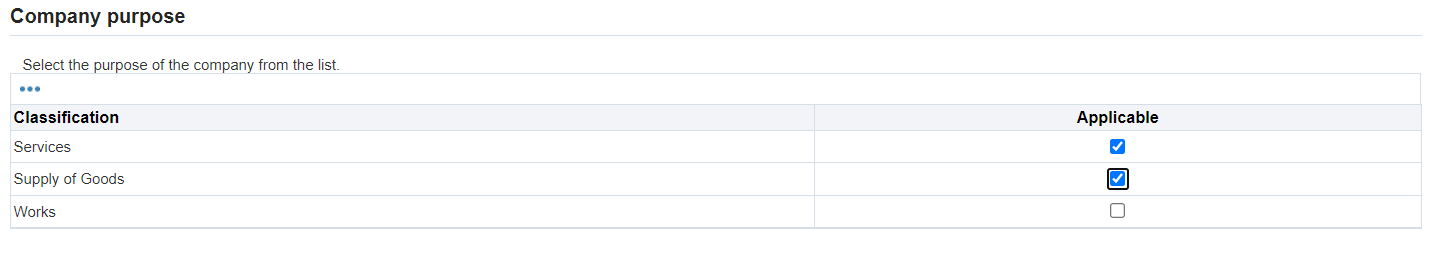 Company purpose
Select the purpose of the company from the list.
Classification Applicable
Services
Supply of Goods
Works